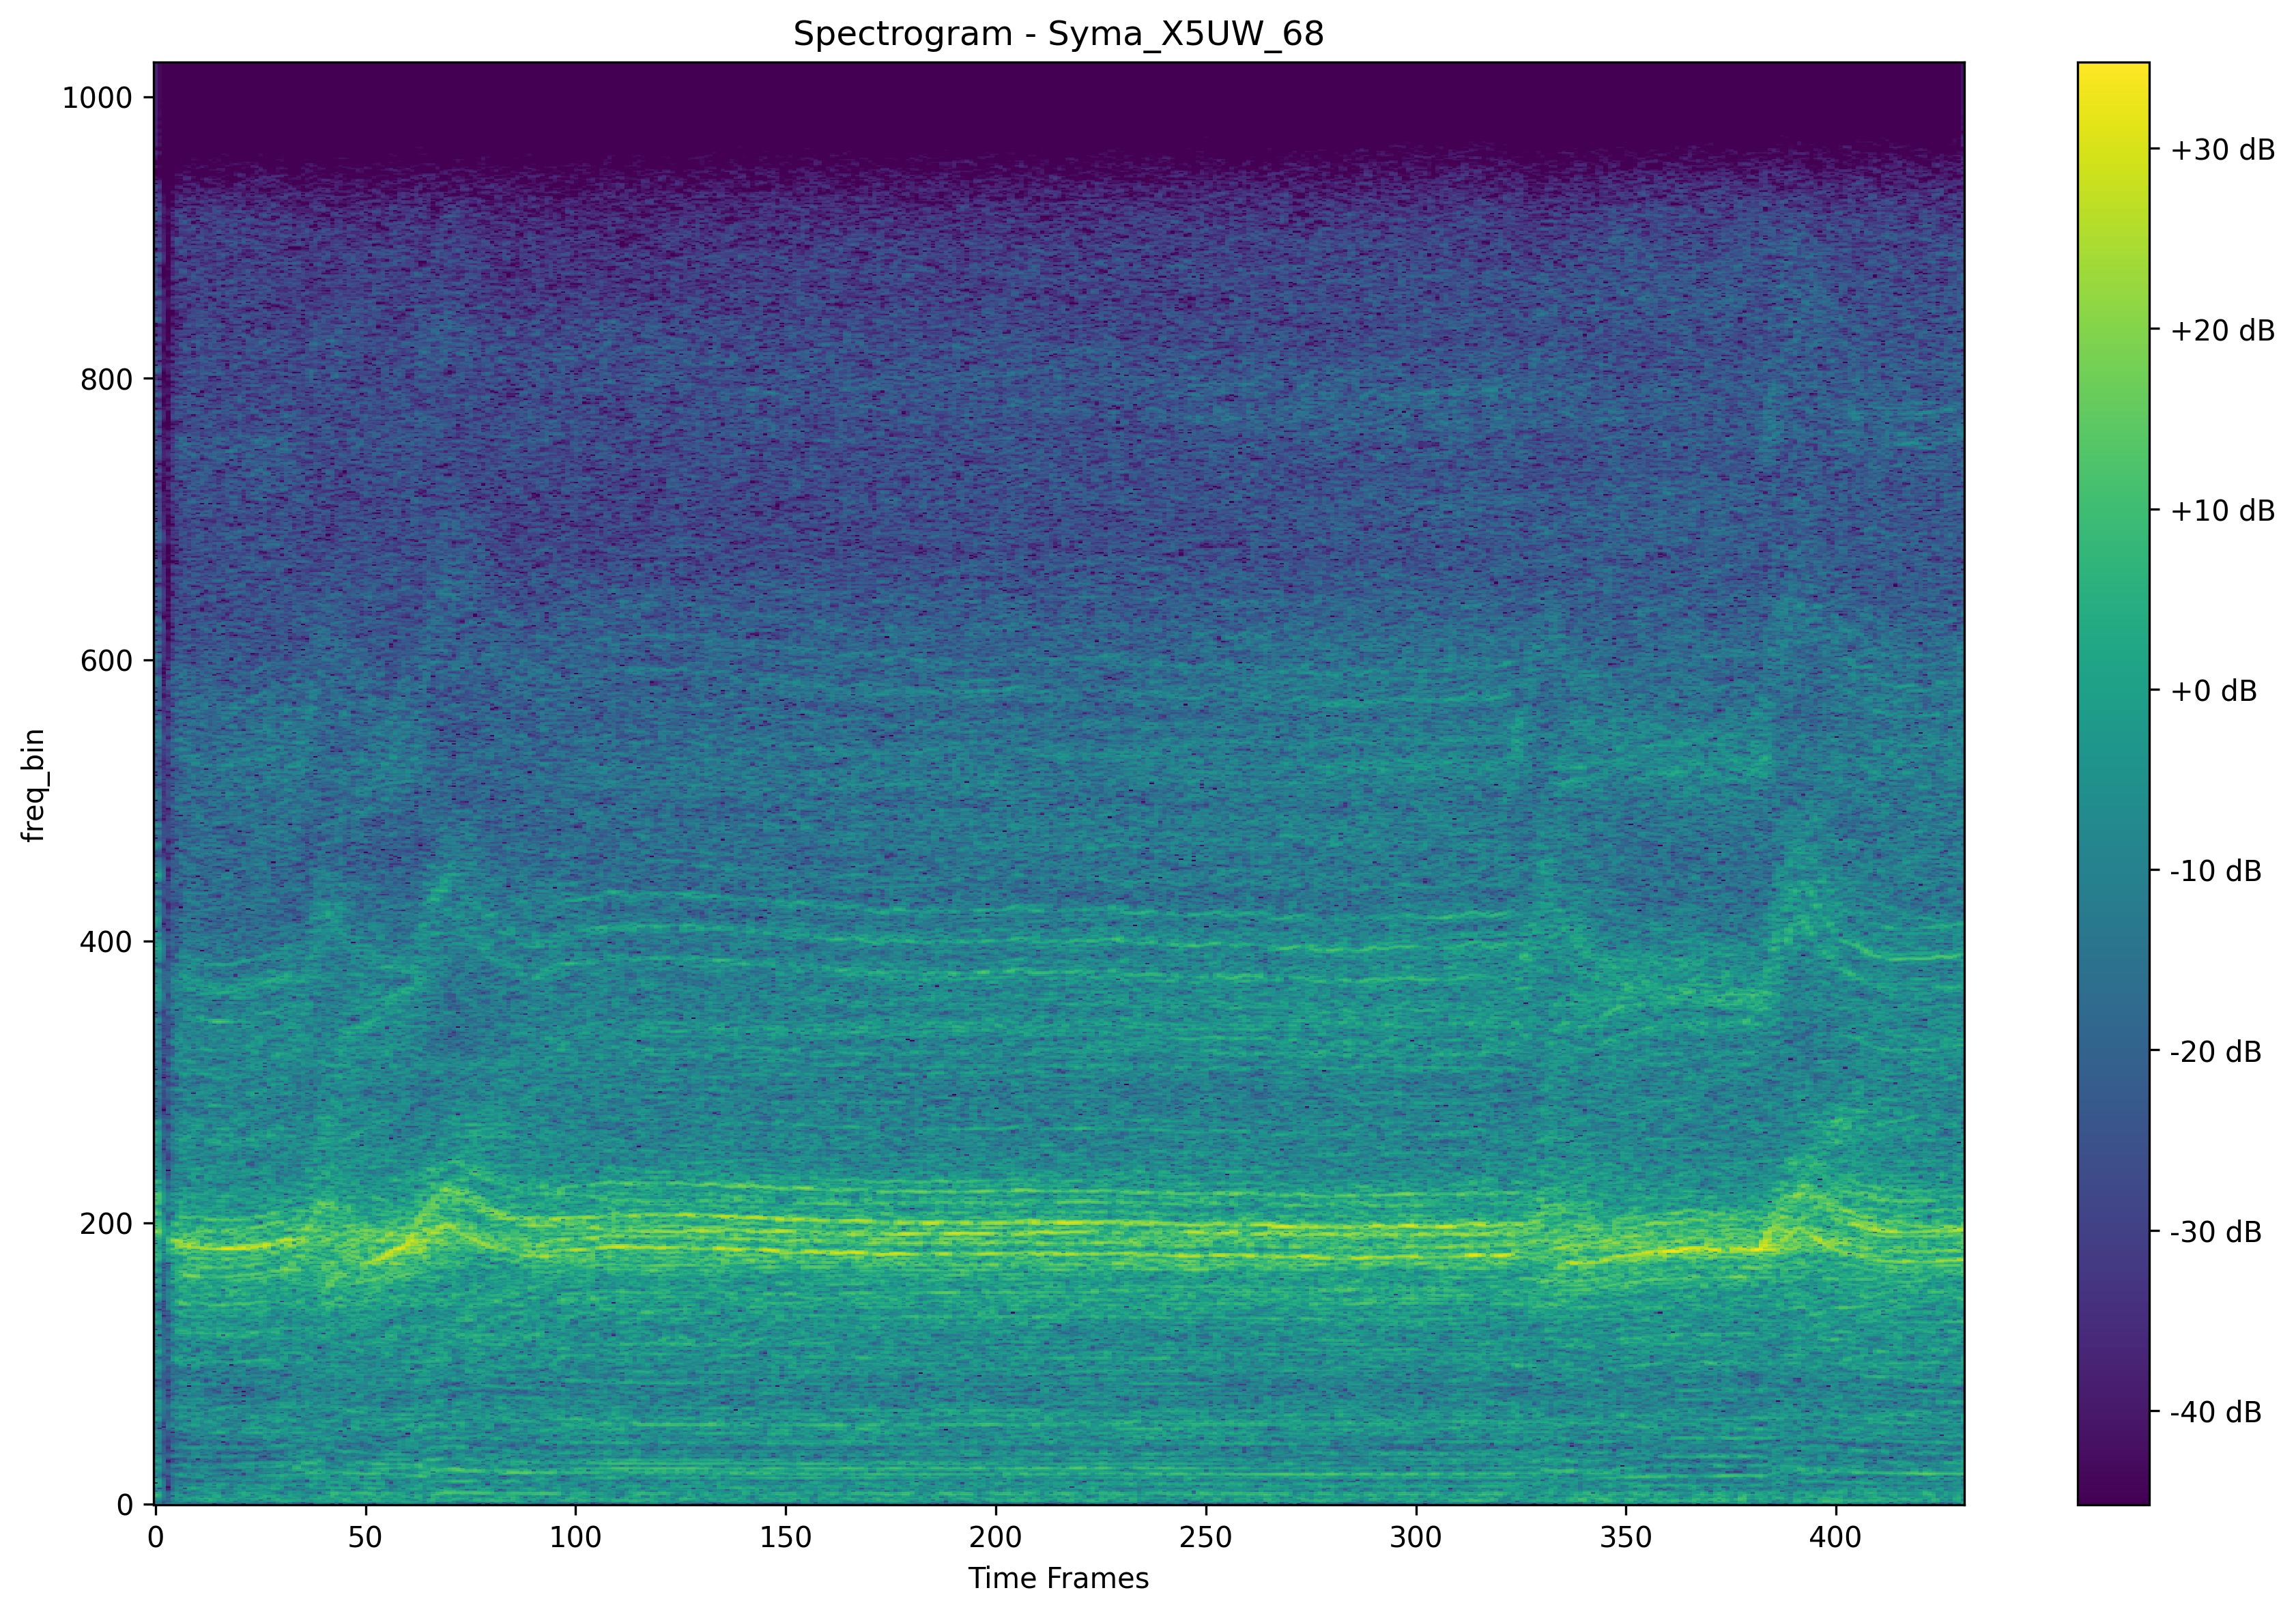 Spectrogram - Syma_X5UW_68
1000
800
600
400
200
0
freq_bin
0 50 100 150 200 250 300 350 400
Time Frames
+30 dB
+20 dB
+10 dB
+0 dB
-10 dB
-20 dB
-30 dB
-40 dB